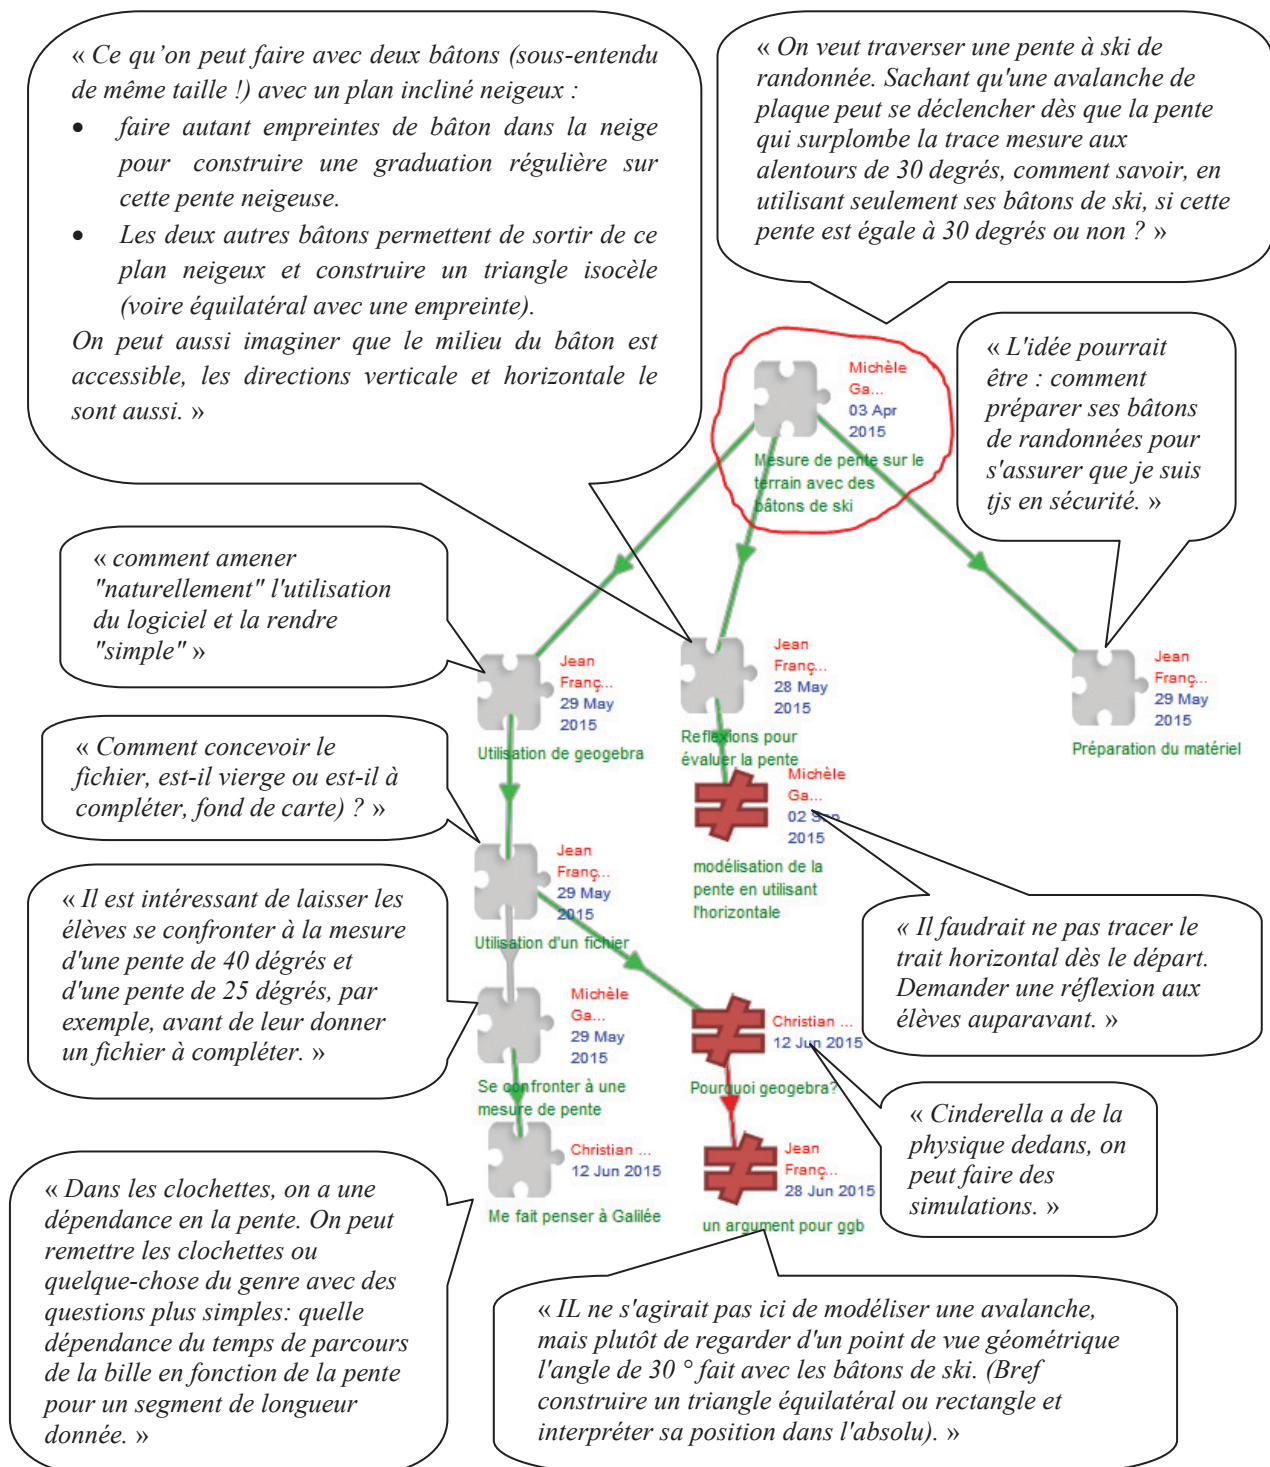 « Ce qu'on peut faire avec deux bâtons (sous-entendu
de même taille !) avec un plan incliné neigeux :
• faire autant empreintes de bâton dans la neige
pour construire une graduation régulière sur
cette pente neigeuse.
• Les deux autres bâtons permettent de sortir de ce
plan neigeux et construire un triangle isocèle
(voire équilatéral avec une empreinte).
On peut aussi imaginer que le milieu du bâton est
accessible, les directions verticale et horizontale le
sont aussi. »
« On veut traverser une pente à ski de
randonnée. Sachant qu'une avalanche de
plaque peut se déclencher dès que la pente
qui surplombe la trace mesure aux
alentours de 30 degrés, comment savoir, en
utilisant seulement ses bâtons de ski, si cette
pente est égale à 30 degrés ou non ? »
« L'idée pourrait
être : comment
préparer ses bâtons
de randonnées pour
s'assurer que je suis
tjs en sécurité. »
Michèle
Ga...
03 Apr
2015
Mesure de pente sur le
terrain avec des
bâtons de ski
« comment amener
"naturellement" l'utilisation
du logiciel et la rendre
"simple" »
Jean
Franç...
29 May
2015
Utilisation de geogebra
Jean
Franç...
28 May
2015
Reflexions pour
évaluer la pente
Jean
Franç...
29 May
2015
Préparation du matériel
« Comment concevoir le
fichier, est-il vierge ou est-il à
compléter, fond de carte) ? »
Michèle
Ga...
02 Sep
2015
modélisation de la
pente en utilisant
l'horizontale
Jean
Franç...
29 May
2015
Utilisation d'un fichier
« Il est intéressant de laisser les
élèves se confronter à la mesure
d'une pente de 40 dégrés et
d'une pente de 25 dégrés, par
exemple, avant de leur donner
un fichier à compléter. »
« Il faudrait ne pas tracer le
trait horizontal dès le départ.
Demander une réflexion aux
élèves auparavant. »
Michèle
Ga...
29 May
2015
Se confronter à une
mesure de pente
Christian ...
12 Jun 2015
Pourquoi geogebra?
« Cinderella a de la
physique dedans, on
peut faire des
simulations. »
Christian ...
12 Jun 2015
Me fait penser à Galilée
Jean
Franç...
28 Jun 2015
un argument pour ggb
« Dans les clochettes, on a une
dépendance en la pente. On peut
remettre les clochettes ou
quelque-chose du genre avec des
questions plus simples: quelle
dépendance du temps de parcours
de la bille en fonction de la pente
pour un segment de longueur
donnée. »
« IL ne s'agirait pas ici de modéliser une avalanche,
mais plutôt de regarder d'un point de vue géométrique
l'angle de 30 ° fait avec les bâtons de ski. (Bref
construire un triangle équilatéral ou rectangle et
interpréter sa position dans l'absolu). »